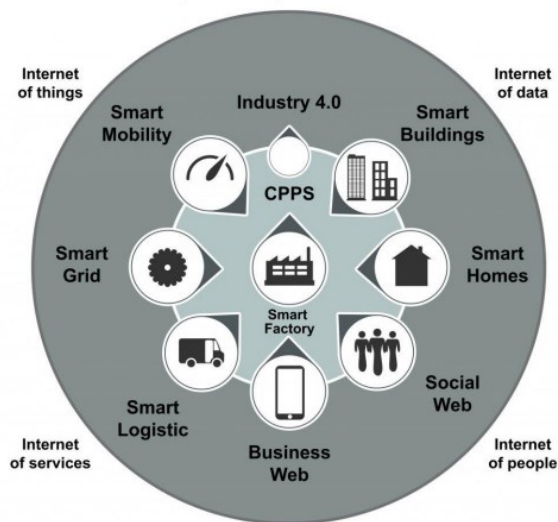 Internet
of things
Internet
of data
Industry 4.0
Smart
Mobility
Smart
Buildings
CPPS
Smart
Grid
Smart
Homes
Smart
Factory
Smart
Logistic
Social
Web
Business
Web
Internet
of services
Internet
of people